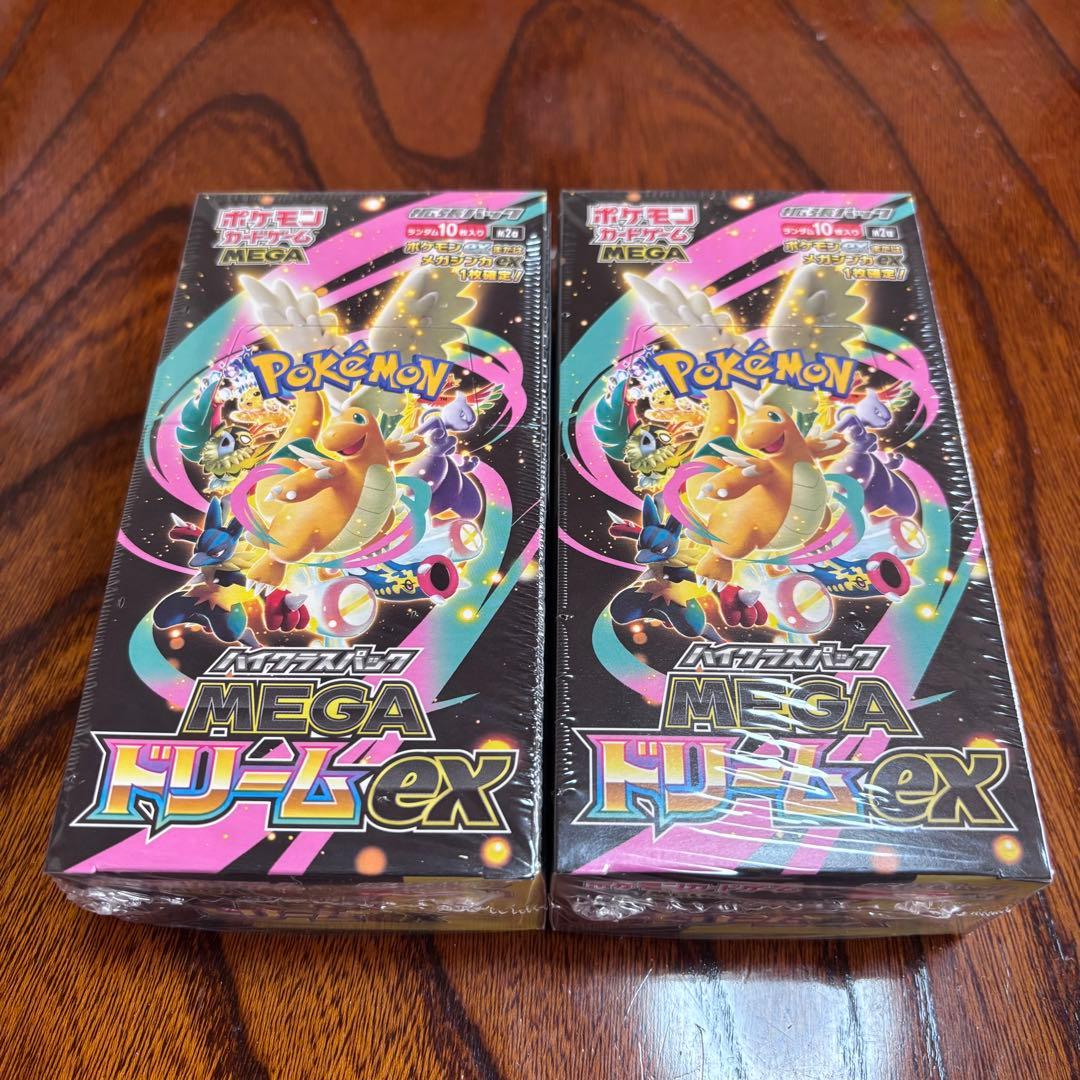 ポケモン
カードゲーム
MEGA
拡張パック
ランダム10枚入り
ポケモンexまたは
メガシンカex
1枚確定!
POKéMON
TM
ハイクラスパック
MEGA
ドリームex
ポケモン
カードゲーム
MEGA
拡張パック
ランダム10枚入り
ポケモンexまたは
メガシンカex
1枚確定!
POKéMON
ハイクラスパック
MEGA
ドリームex